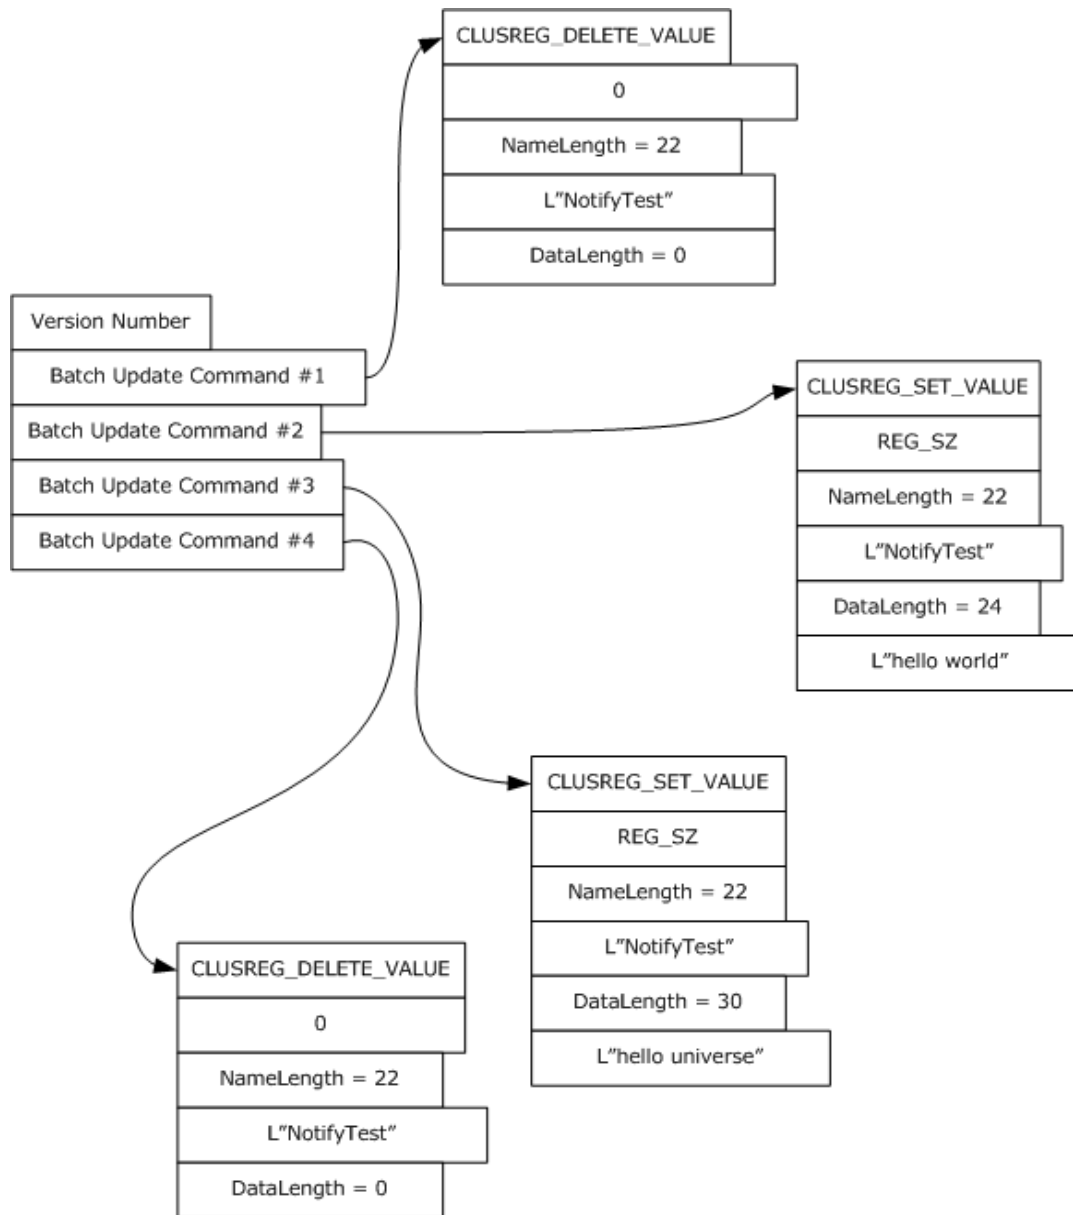 CLUSREG_DELETE_VALUE
0
NameLength = 22
L”NotifyTest”
DataLength = 0
Version Number
Batch Update Command #1
Batch Update Command #2
Batch Update Command #3
Batch Update Command #4
CLUSREG_SET_VALUE
REG_SZ
NameLength = 22
L”NotifyTest”
DataLength = 24
L”hello world”
CLUSREG_SET_VALUE
REG_SZ
NameLength = 22
L”NotifyTest”
DataLength = 30
L”hello universe”
CLUSREG_DELETE_VALUE
0
NameLength = 22
L”NotifyTest”
DataLength = 0